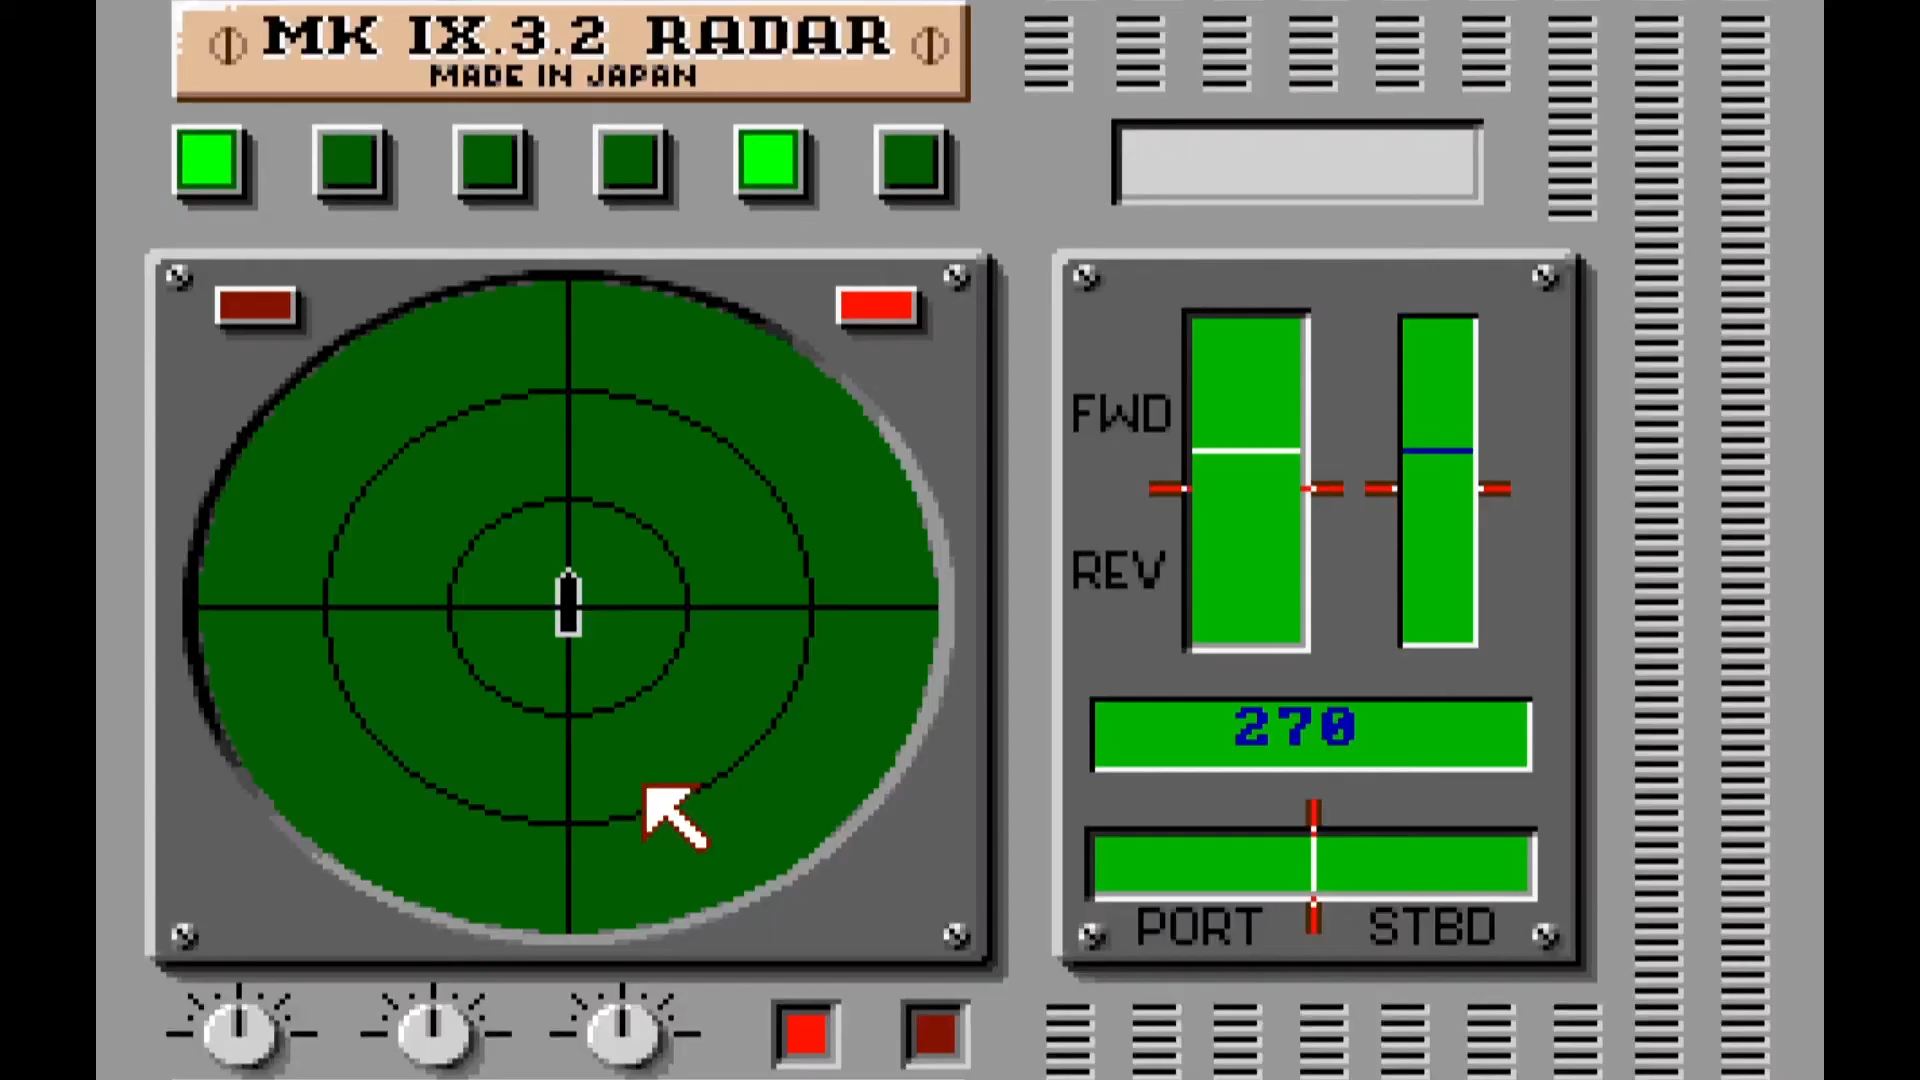 MK IX.3.2 RADAR
MADE IN JAPAN
FWD
REV
270
PORT STBD